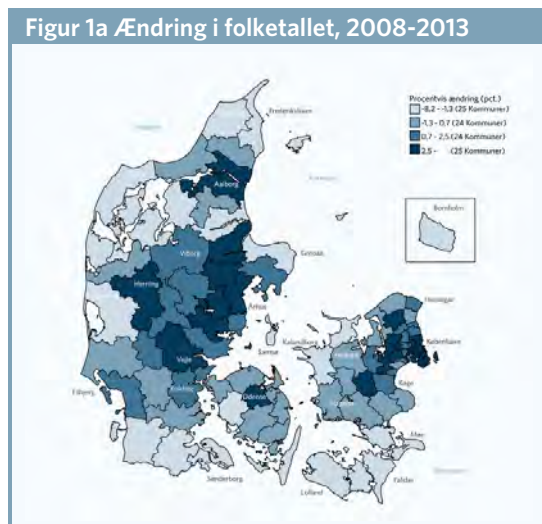 Figur 1a Ændring i folketallet, 2008-2013
Procentvis ændring (pct.)
-8,2 - -1,3 (25 Kommuner)
-1,3 - 0,7 (24 Kommuner)
0,7 - 2,5 (24 Kommuner)
2,5 - (25 Kommuner)
Frederikshavn
Aalborg
Bornholm
Viborg
Grenaa
Herning
Helsingør
Århus
Kalundborg
København
Samsø
Vejle
Køge
Esbjerg
Odense
Møn
Sønderborg
Lolland
Falster